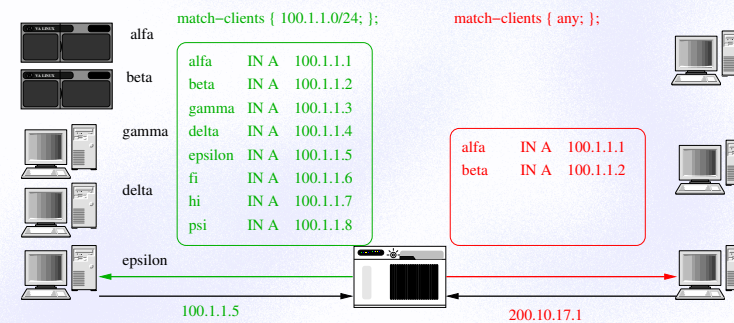 match−clients { 100.1.1.0/24; };
match−clients { any; };
VA LINUX
alfa
VA LINUX
beta
gamma
delta
epsilon
alfa IN A 100.1.1.1
beta IN A 100.1.1.2
gamma IN A 100.1.1.3
delta IN A 100.1.1.4
epsilon IN A 100.1.1.5
fi IN A 100.1.1.6
hi IN A 100.1.1.7
psi IN A 100.1.1.8
alfa IN A 100.1.1.1
beta IN A 100.1.1.2
100.1.1.5
200.10.17.1